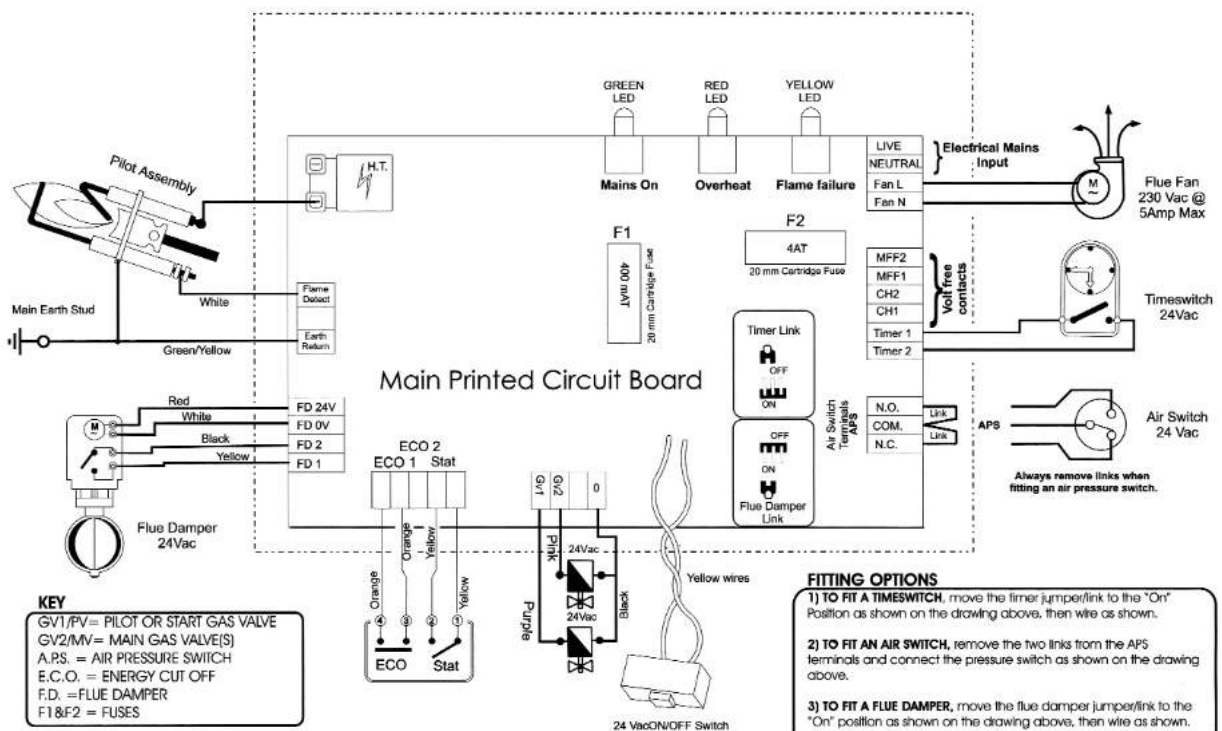 GREEN
LED
RED
LED
YELLOW
LED
Pilot Assembly
H.T.
Mains On
Overheat
Flame failure
LIVE
NEUTRAL
Fan L
Fan N
Electrical Mains
Input
M
~
Flue Fan
230 Vac @
5Amp Max
F1
400 mAT
20 mm Cartridge Fuse
F2
4AT
20 mm Cartridge Fuse
MFF2
MFF1
CH2
CH1
Timer 1
Timer 2
Volt free
contacts
Timeswitch
24Vac
White
Flame
Detect
Main Earth Stud
Green/Yellow
Earth
Return
Timer Link
OFF
ON
Main Printed Circuit Board
Red
White
Black
Yellow
M
~
FD 24V
FD 0V
FD 2
FD 1
Flue Damper
24Vac
OFF
ON
Flue Damper
Link
Air Switch
Terminals
APS
N.O.
COM.
N.C.
Link
Link
APS
Air Switch
24 Vac
Always remove links when
fitting an air pressure switch.
ECO 2
ECO 1 Stat
Orange
Orange
Yellow
Yellow
4 3 2 1
ECO Stat
Gv1
Gv2
0
Pink
Purple
24Vac
24Vac
Black
Yellow wires
24 VacON/OFF Switch
KEY
GV1/PV= PILOT OR START GAS VALVE
GV2/MV= MAIN GAS VALVE(S)
A.P.S. = AIR PRESSURE SWITCH
E.C.O. = ENERGY CUT OFF
F.D. =FLUE DAMPER
F1&F2 = FUSES
FITTING OPTIONS
1) TO FIT A TIMESWITCH, move the timer jumper/link to the "On"
Position as shown on the drawing above, then wire as shown.
2) TO FIT AN AIR SWITCH, remove the two links from the APS
terminals and connect the pressure switch as shown on the drawing
above.
3) TO FIT A FLUE DAMPER, move the flue damper jumper/link to the
"On" position as shown on the drawing above, then wire as shown.